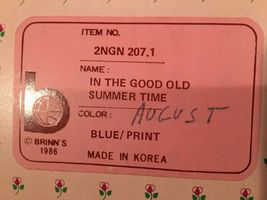 ITEM NO.
2NGN 207.1
NAME :
IN THE GOOD OLD
SUMMER TIME
COLOR : AUGUST
BLUE/PRINT
© BRINN'S
1986
MADE IN KOREA